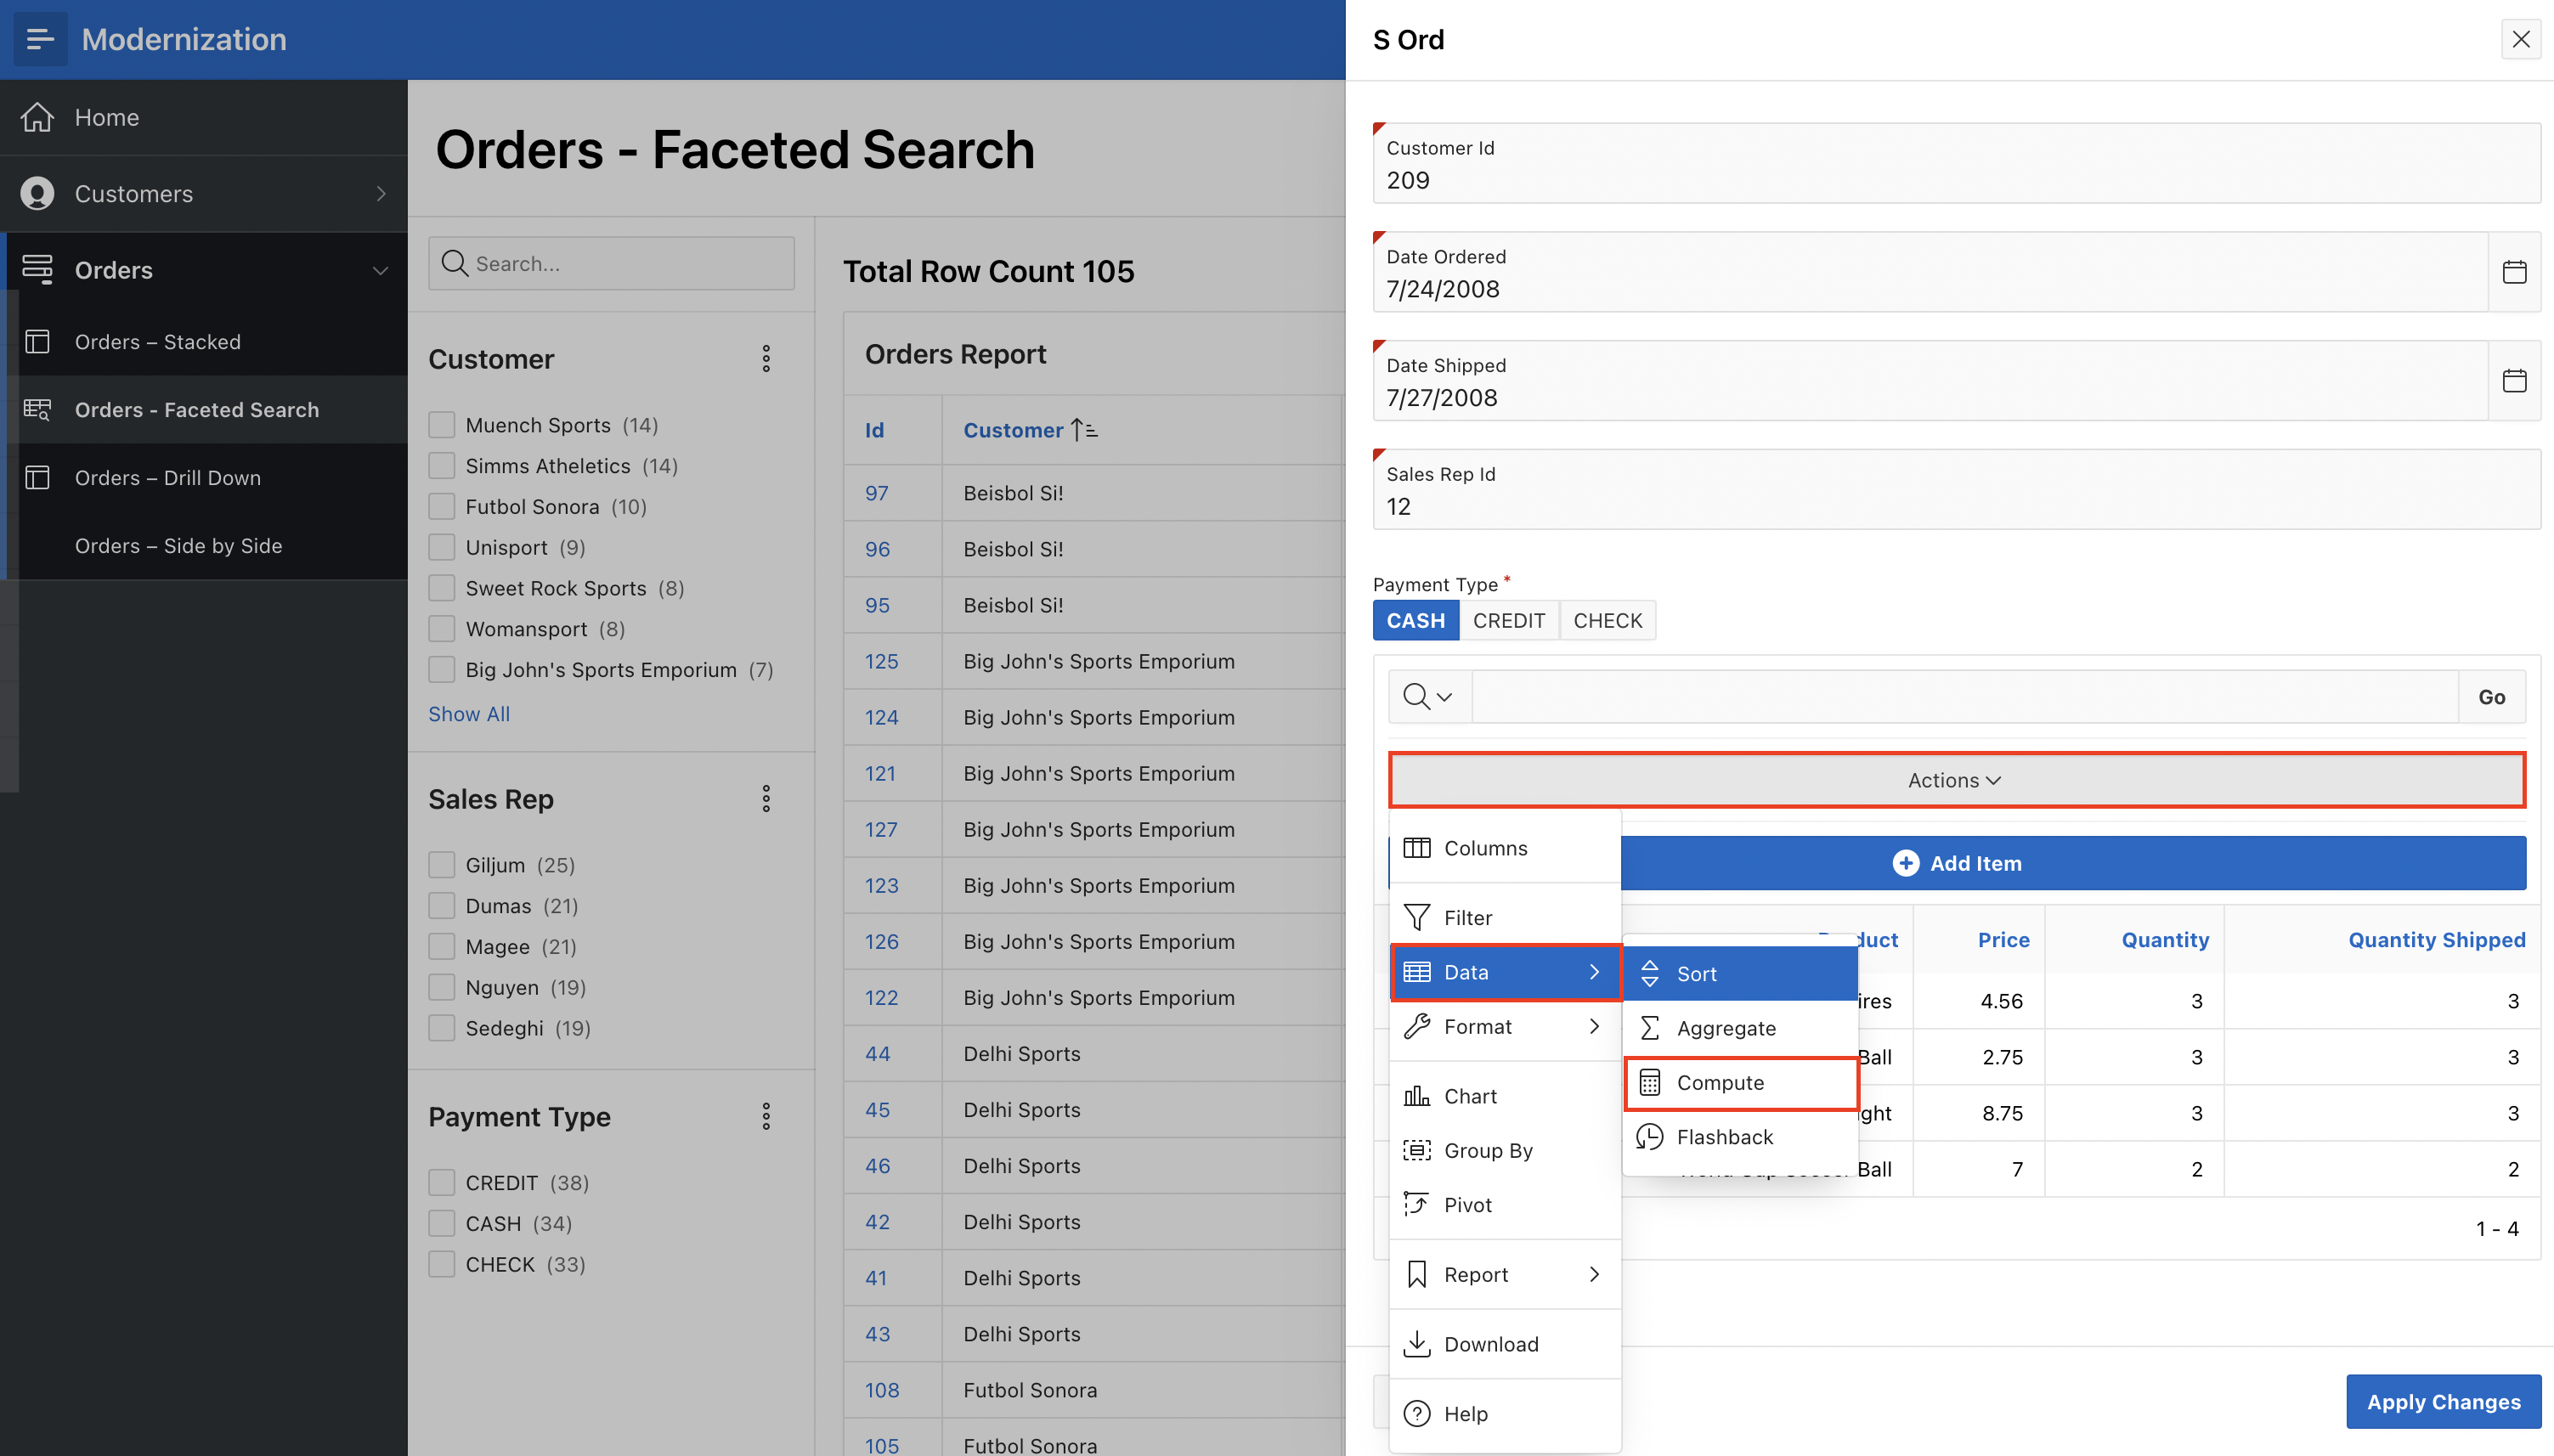 Modernization
Home
Customers
Orders
Orders – Stacked
Orders - Faceted Search
Orders – Drill Down
Orders – Side by Side
Orders - Faceted Search
Search...
Customer
Muench Sports (14)
Simms Atheletics (14)
Futbol Sonora (10)
Unisport (9)
Sweet Rock Sports (8)
Womansport (8)
Big John's Sports Emporium (7)
Show All
Sales Rep
Giljum (25)
Dumas (21)
Magee (21)
Nguyen (19)
Sedeghi (19)
Payment Type
CREDIT (38)
CASH (34)
CHECK (33)
Total Row Count 105
Orders Report
Id Customer
97 Beisbol Si!
96 Beisbol Si!
95 Beisbol Si!
125 Big John's Sports Emporium
124 Big John's Sports Emporium
121 Big John's Sports Emporium
127 Big John's Sports Emporium
123 Big John's Sports Emporium
126 Big John's Sports Emporium
122 Big John's Sports Emporium
44 Delhi Sports
45 Delhi Sports
46 Delhi Sports
42 Delhi Sports
41 Delhi Sports
43 Delhi Sports
108 Futbol Sonora
105 Futbol Sonora
S Ord
Customer Id
209
Date Ordered
7/24/2008
Date Shipped
7/27/2008
Sales Rep Id
12
Payment Type *
CASH CREDIT CHECK
Go
Actions
Add Item
Columns
Filter
Data
Format
Chart
Group By
Pivot
Report
Download
Help
Sort
Aggregate
Compute
Flashback
Price Quantity Quantity Shipped
4.56 3 3
Ball 2.75 3 3
8.75 3 3
Ball 7 2 2
1 - 4
Apply Changes